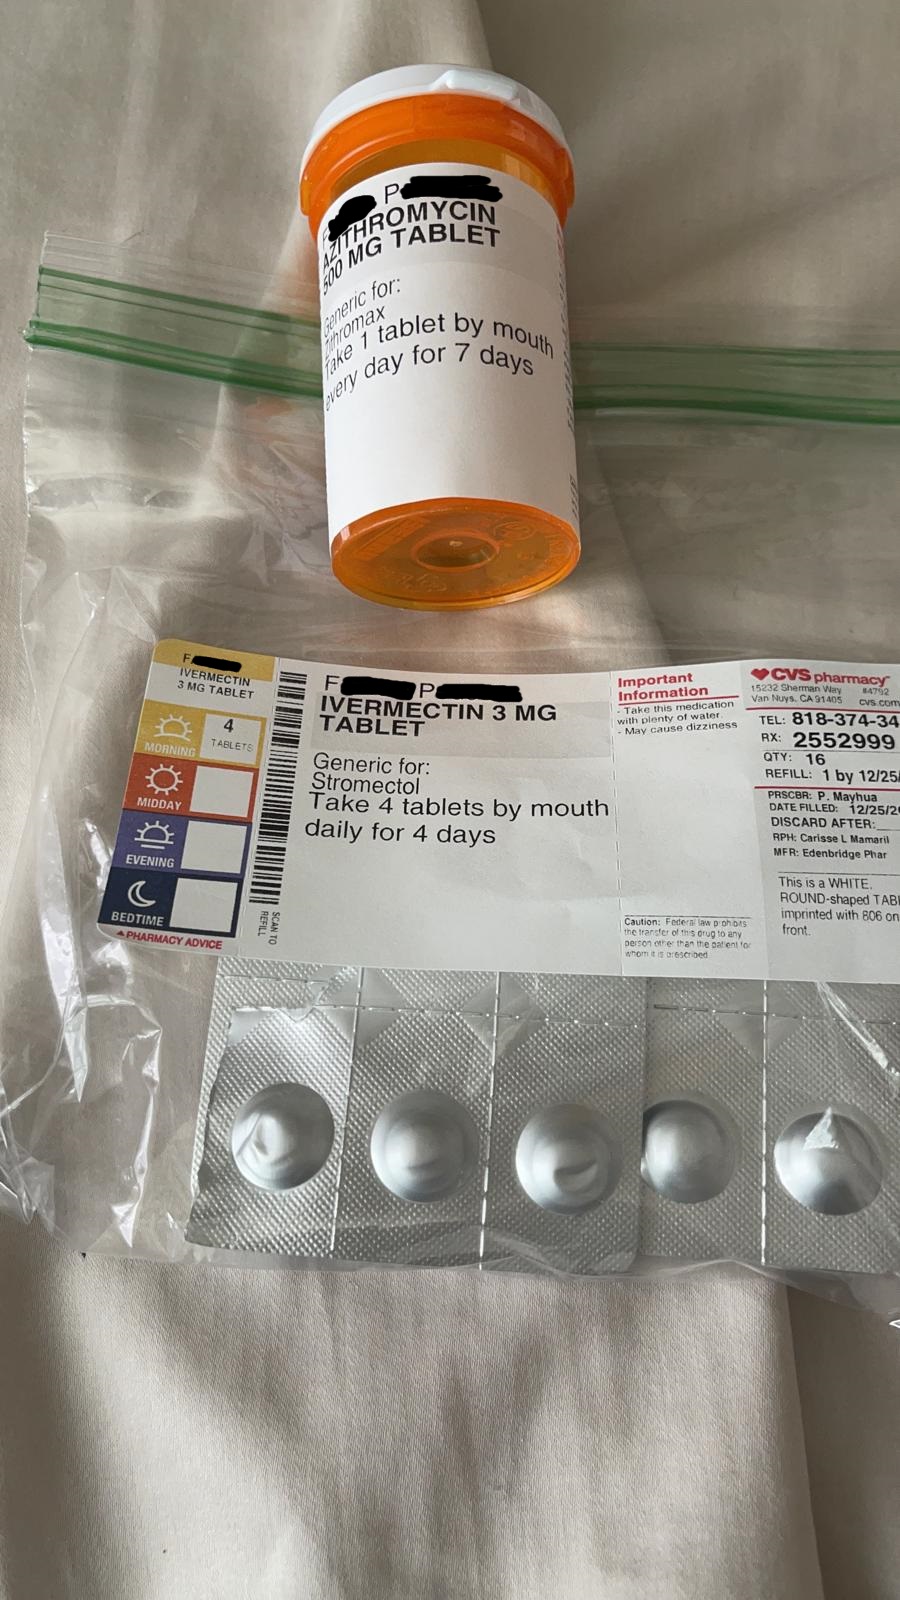 P
AZITHROMYCIN
500 MG TABLET
Generic for:
Zithromax
Take 1 tablet by mouth
every day for 7 days
F
IVERMECTIN
3 MG TABLET
4
TABLETS
MORNING
MIDDAY
EVENING
BEDTIME
PHARMACY ADVICE
SCAN TO
REFILL
F P
IVERMECTIN 3 MG
TABLET
Generic for:
Stromectol
Take 4 tablets by mouth
daily for 4 days
Important
Information
- Take this medication
with plenty of water.
- May cause dizziness
Caution: Federal law prohibits
the transfer of this drug to any
person other than the patient for
whom it is prescribed.
CVS pharmacy
15232 Sherman Way #4792
Van Nuys, CA 91405 cvs.com
TEL: 818-374-34
RX: 2552999
QTY: 16
REFILL: 1 by 12/25/
PRSCBR: P. Mayhua
DATE FILLED: 12/25/20
DISCARD AFTER:
RPH: Carisse L Mamaril
MFR: Edenbridge Phar
This is a WHITE,
ROUND-shaped TABL
imprinted with 806 on
front.